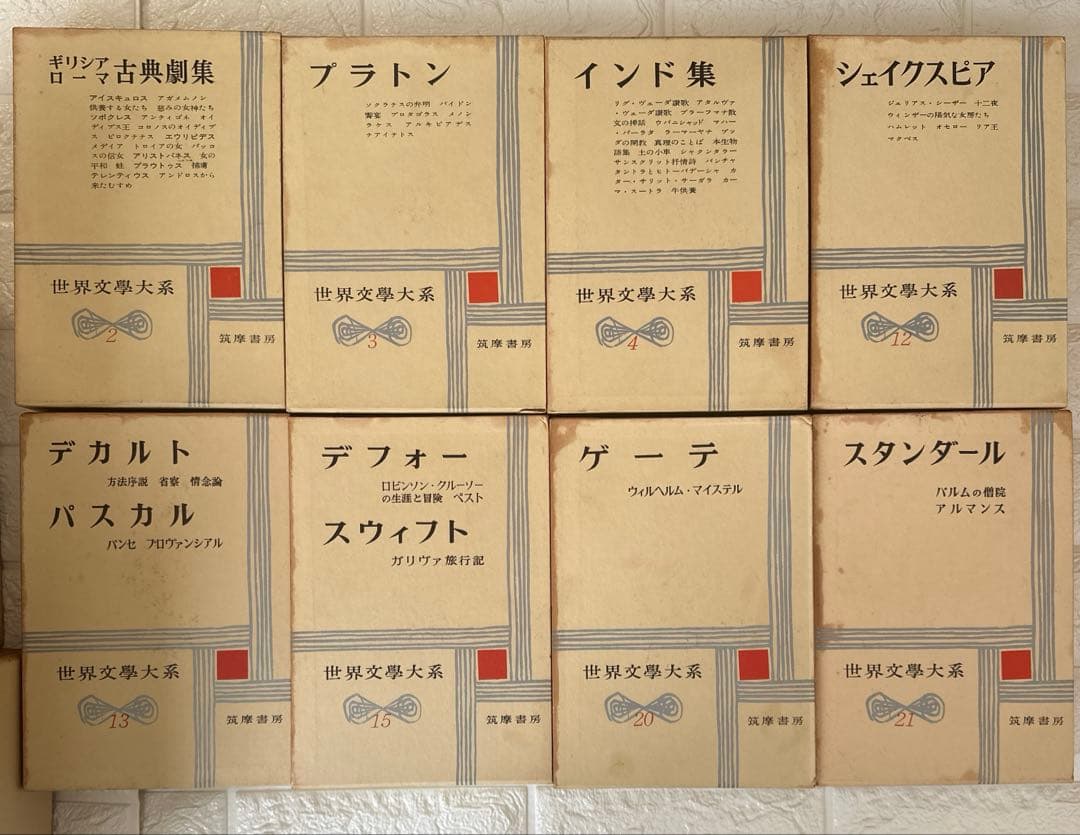 ギリシア
ローマ 古典劇集
アイスキュロス アガメムノン
供養する女たち 慈みの女神たち
ソポクレス アンティゴネ オイ
ディプス王 コロノスのオイディプ
ス ピロクテテス エウリピデス
メデイア トロイアの女 バッコ
スの信女 アリストパネス 女の
平和 蛙 プラウトゥス 捕虜
テレンティウス アンドロスから
来たむすめ
世界文學大系
2
筑摩書房
プラトン
ソクラテスの弁明 パイドン
饗宴 プロタゴラス メノン
ラケス アルキビアデス
テアイテトス
世界文學大系
3
筑摩書房
インド集
リグ・ヴェーダ讃歌 アタルヴァ
・ヴェーダ讃歌 ブラーフマナ散
文の挿話 ウパニシャッド マハー
・バーラタ ラーマーヤナ ブッ
ダの開教 真理のことば 本生物
語集 土の小車 シャクンタラー
サンスクリット抒情詩 パンチャ
タントラとヒトーパデーシャ カ
ター・サリット・サーガラ カー
マ・スートラ 牛供養
世界文學大系
4
筑摩書房
シェイクスピア
ジュリアス・シーザー 十二夜
ウィンザーの陽気な女房たち
ハムレット オセロー リア王
マクベス
世界文學大系
12
筑摩書房
デカルト
方法序説 省察 情念論
パスカル
パンセ プロヴァンシアル
世界文學大系
13
筑摩書房
デフォー
ロビンソン・クルーソー
の生涯と冒険 ペスト
スウィフト
ガリヴァ旅行記
世界文學大系
15
筑摩書房
ゲーテ
ウィルヘルム・マイステル
世界文學大系
20
筑摩書房
スタンダール
パルムの僧院
アルマンス
世界文學大系
21
筑摩書房